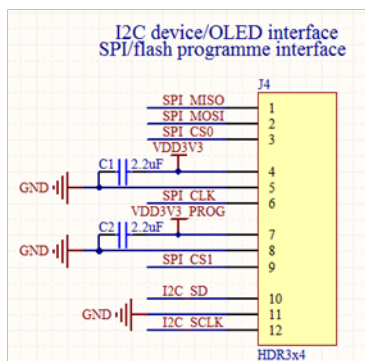 I2C device/OLED interface
SPI/flash programme interface
J4
SPI_MISO 1
SPI_MOSI 2
SPI_CS0 3
VDD3V3
C1 2.2uF 4
GND 5
SPI_CLK 6
VDD3V3_PROG
C2 2.2uF 7
GND 8
SPI_CS1 9
I2C_SD 10
GND 11
I2C_SCLK 12
HDR3x4